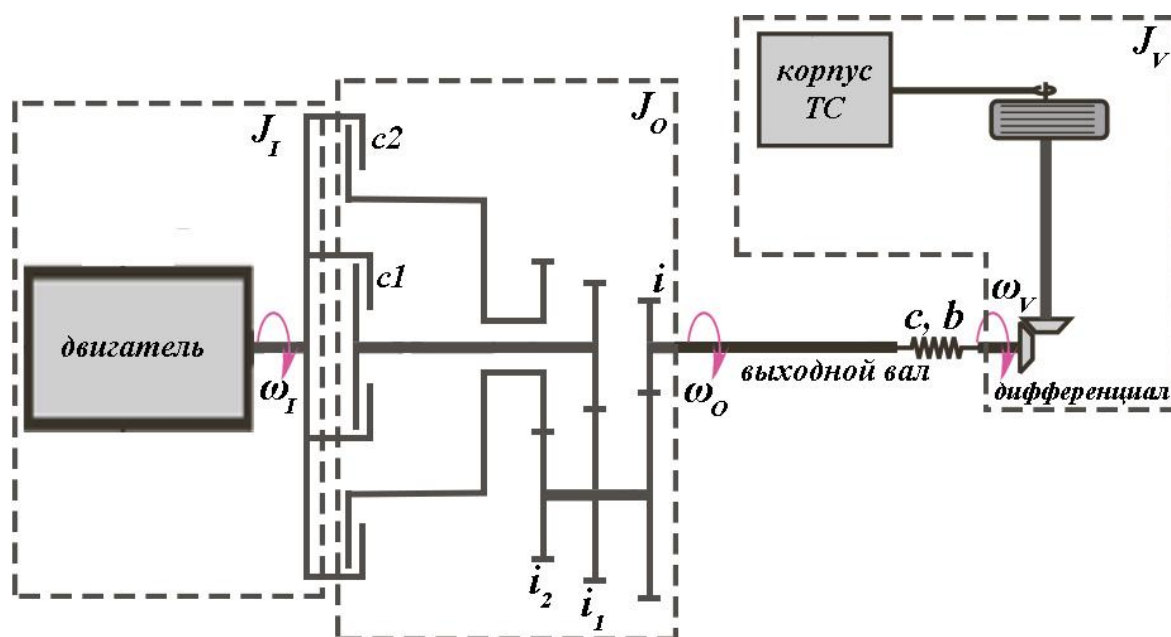 корпус
ТС
J_V
J_I
J_O
c2
c1
двигатель
ω_I
i
i_2
i_1
ω_O
c, b
ω_V
выходной вал
дифференциал